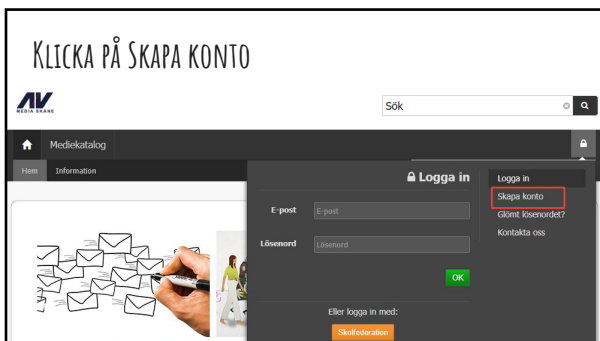 Klicka på Skapa konto
AV
MEDIA SKÅNE
Sök
Mediekatalog
Hem Information
Logga in
E-post E-post
Lösenord Lösenord
OK
Eller logga in med:
Skolfederation
Logga in
Skapa konto
Glömt lösenordet?
Kontakta oss